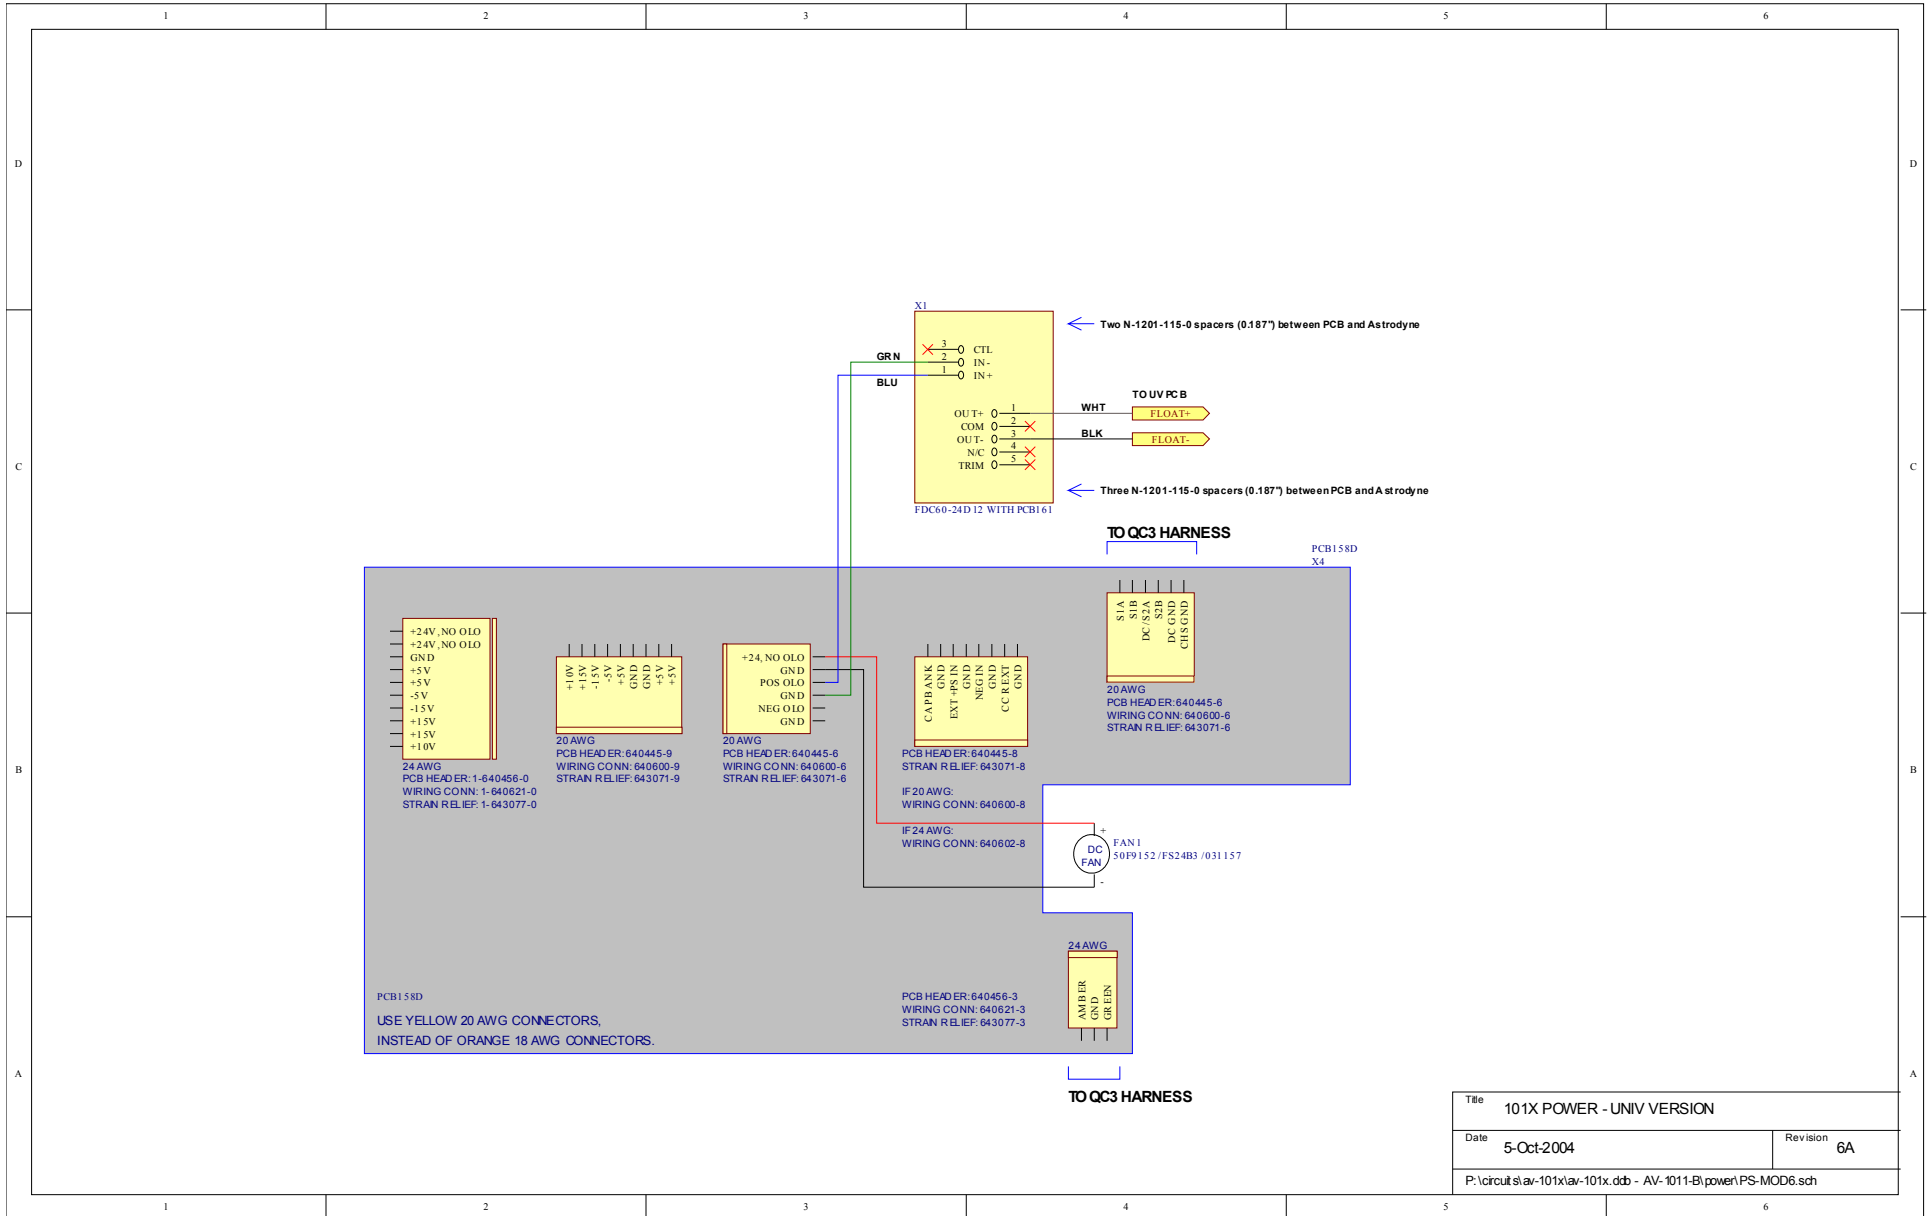 1 2 3 4 5 6
D D
C C
B B
A A
X1
3 CTL
2 IN-
1 IN+
GRN
BLU
OUT+ 1
COM 2
OUT- 3
N/C 4
TRIM 5
FDC60-24D12 WITH PCB161
Two N-1201-115-0 spacers (0.187") between PCB and Astrodyne
TO UV PCB
WHT FLOAT+
BLK FLOAT-
Three N-1201-115-0 spacers (0.187") between PCB and Astrodyne
TO QC3 HARNESS
PCB158D
X4
+24V, NO OLO
+24V, NO OLO
GND
+5V
+5V
-5V
-15V
+15V
+15V
+10V
24 AWG
PCB HEADER: 1-640456-0
WIRING CONN: 1-640621-0
STRAIN RELIEF: 1-643077-0
+10V
+15V
-15V
-5V
+5V
GND
GND
+5V
+5V
20 AWG
PCB HEADER: 640445-9
WIRING CONN: 640600-9
STRAIN RELIEF: 643071-9
+24, NO OLO
GND
POS OLO
GND
NEG OLO
GND
20 AWG
PCB HEADER: 640445-6
WIRING CONN: 640600-6
STRAIN RELIEF: 643071-6
CAP BANK
GND
EXT +PS IN
GND
NEG IN
GND
CC R EXT
GND
PCB HEADER: 640445-8
STRAIN RELIEF: 643071-8
IF 20 AWG:
WIRING CONN: 640600-8
IF 24 AWG:
WIRING CONN: 640602-8
S1A
S1B
DC/S2A
S2B
DC GND
CHS GND
20 AWG
PCB HEADER: 640445-6
WIRING CONN: 640600-6
STRAIN RELIEF: 643071-6
+
DC
FAN
-
FAN1
50F9152 / FS24B3 / 031157
24 AWG
AMBER
GND
GREEN
PCB HEADER: 640456-3
WIRING CONN: 640621-3
STRAIN RELIEF: 643077-3
PCB158D
USE YELLOW 20 AWG CONNECTORS,
INSTEAD OF ORANGE 18 AWG CONNECTORS.
TO QC3 HARNESS
Title 101X POWER - UNIV VERSION
Date 5-Oct-2004 Revision 6A
P:\circuits\av-101x\av-101x.ddb - AV-1011-B\power\PS-MOD6.sch
1 2 3 4 5 6